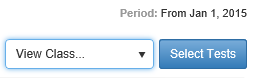 Period: From Jan 1, 2015
View Class... Select Tests